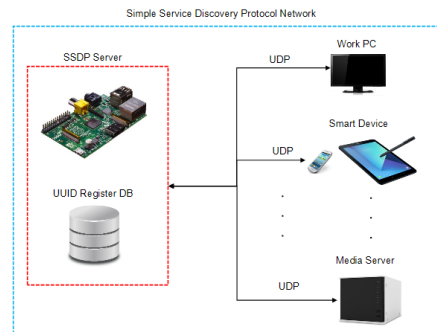 Simple Service Discovery Protocol Network
SSDP Server
UUID Register DB
UDP
Work PC
Smart Device
UDP
Media Server
UDP